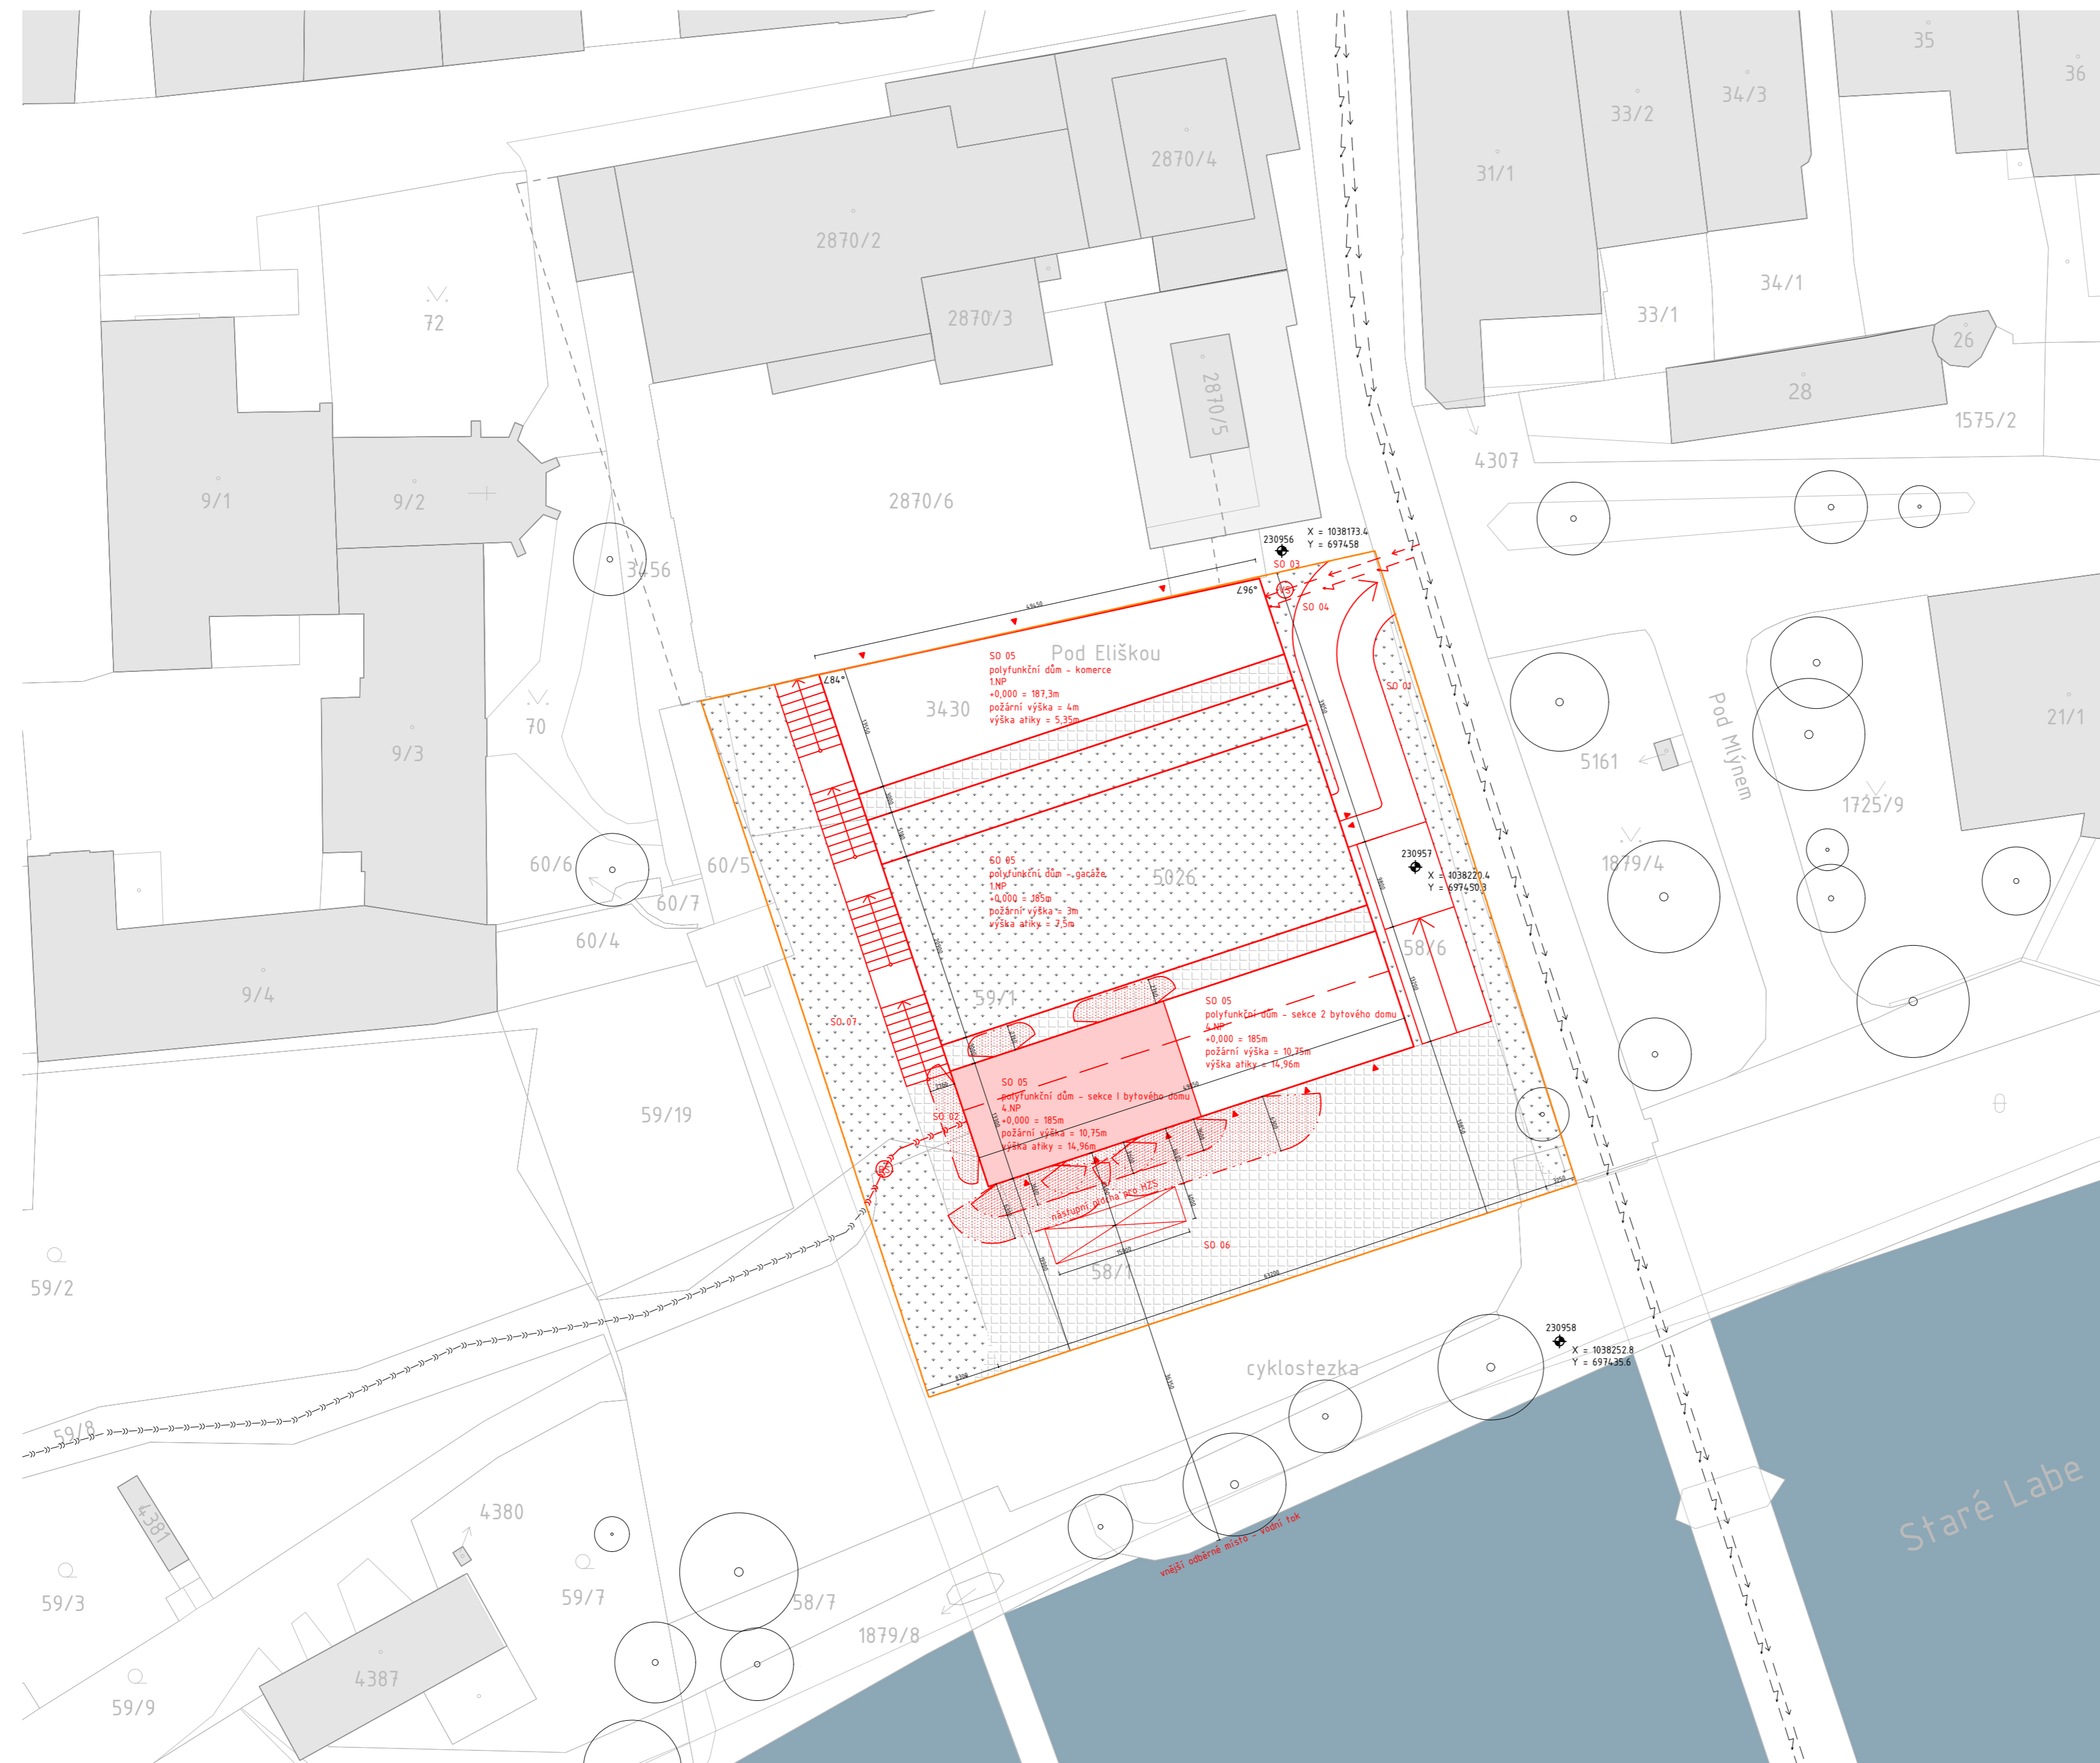 35
36
34/3
33/2
2870/4
31/1
2870/2
34/1
72
2870/3
33/1
26
28
2870/5
1575/2
4307
9/1
9/2
2870/6
X = 1038173.4
Y = 697458
230956
SO 03
3456
∠96°
SO 04
49450
Pod Eliškou
SO 05
polyfunkční dům - komerce
1.NP
+0,000 = 187,3m
požární výška = 4m
výška atiky = 5,35m
∠84°
3430
SO 01
70
9/3
5161
Pod Mlýnem
21/1
1725/9
1879/4
230957
X = 1038220.4
Y = 697450.3
60/6
60/5
60/7
60/4
SO 05
polyfunkční dům - garáže
1.NP
+0,000 = 185m
požární výška = 3m
výška atiky = 7,5m
5026
58/6
9/4
59/1
SO 07
SO 05
polyfunkční dům - sekce 2 bytového domu
4.NP
+0,000 = 185m
požární výška = 10,75m
výška atiky = 14,96m
SO 05
polyfunkční dům - sekce 1 bytového domu
4.NP
+0,000 = 185m
požární výška = 10,75m
výška atiky = 14,96m
SO 02
59/19
RŠ
nástupní plocha pro HZS
SO 06
58/1
63200
59/2
230958
X = 1038252.8
Y = 697435.6
cyklostezka
59/8
4381
4380
Staré Labe
vnější odběrné místo - vodní tok
59/3
59/7
58/7
1879/8
4387
59/9